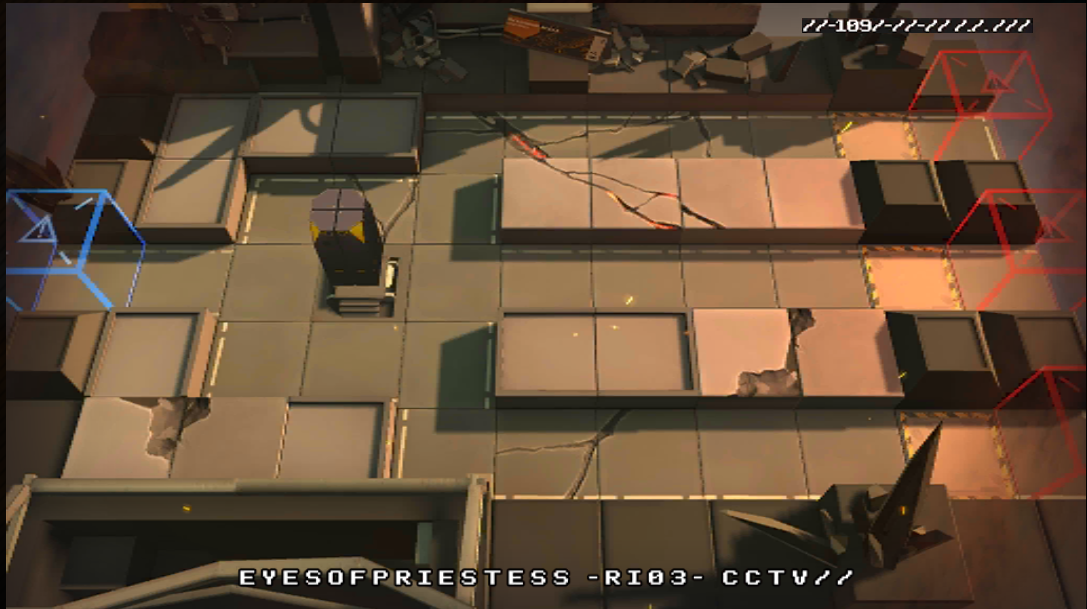 //-109/-//-// /././//
EYESOFPRIESTESS -RI03- CCTV//